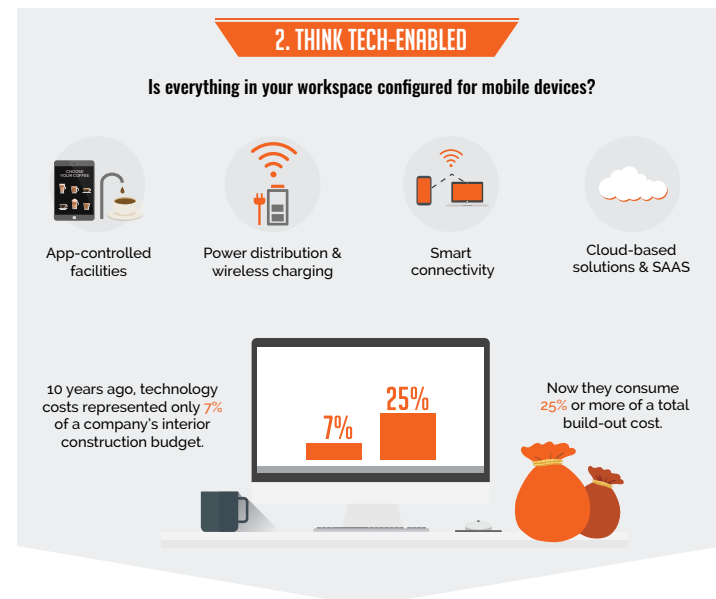 2. THINK TECH-ENABLED
Is everything in your workspace configured for mobile devices?
CHOOSE
YOUR COFFEE
App-controlled
facilities
Power distribution &
wireless charging
Smart
connectivity
Cloud-based
solutions & SAAS
10 years ago, technology
costs represented only 7%
of a company's interior
construction budget.
7%
25%
Now they consume
25% or more of a total
build-out cost.